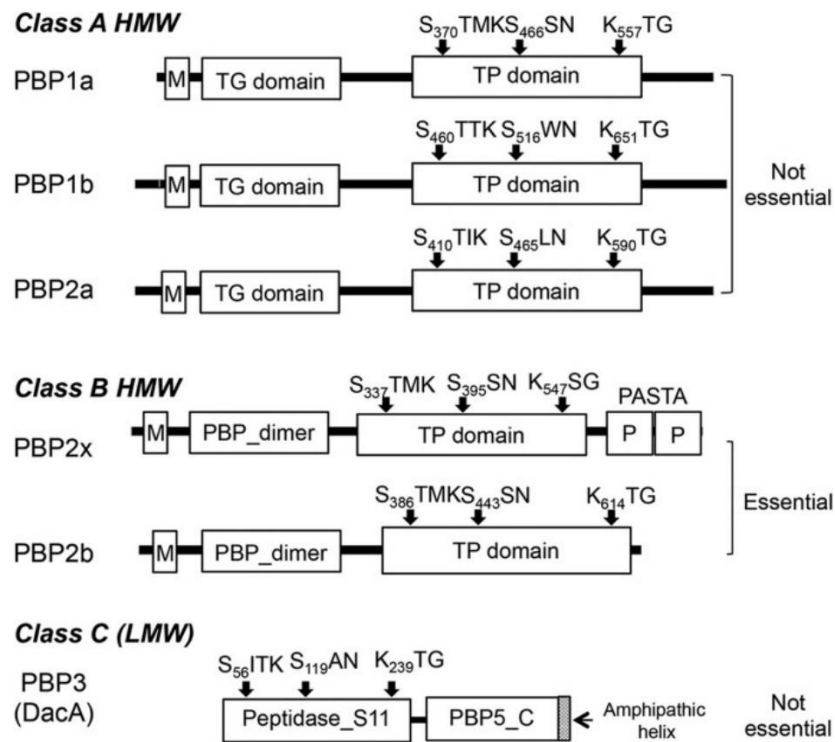 Class A HMW
S₃₇₀TMKS₄₆₆SN K₅₅₇TG
PBP1a
M TG domain TP domain
S₄₆₀TTK S₅₁₆WN K₆₅₁TG
PBP1b
M TG domain TP domain
Not
essential
S₄₁₀TIK S₄₆₅LN K₅₉₀TG
PBP2a
M TG domain TP domain
Class B HMW
S₃₃₇TMK S₃₉₅SN K₅₄₇SG PASTA
PBP2x
M PBP_dimer TP domain P P
S₃₈₆TMKS₄₄₃SN K₆₁₄TG
Essential
PBP2b
M PBP_dimer TP domain
Class C (LMW)
S₅₆ITK S₁₁₉AN K₂₃₉TG
PBP3
(DacA)
Peptidase_S11 PBP5_C
Amphipathic
helix
Not
essential